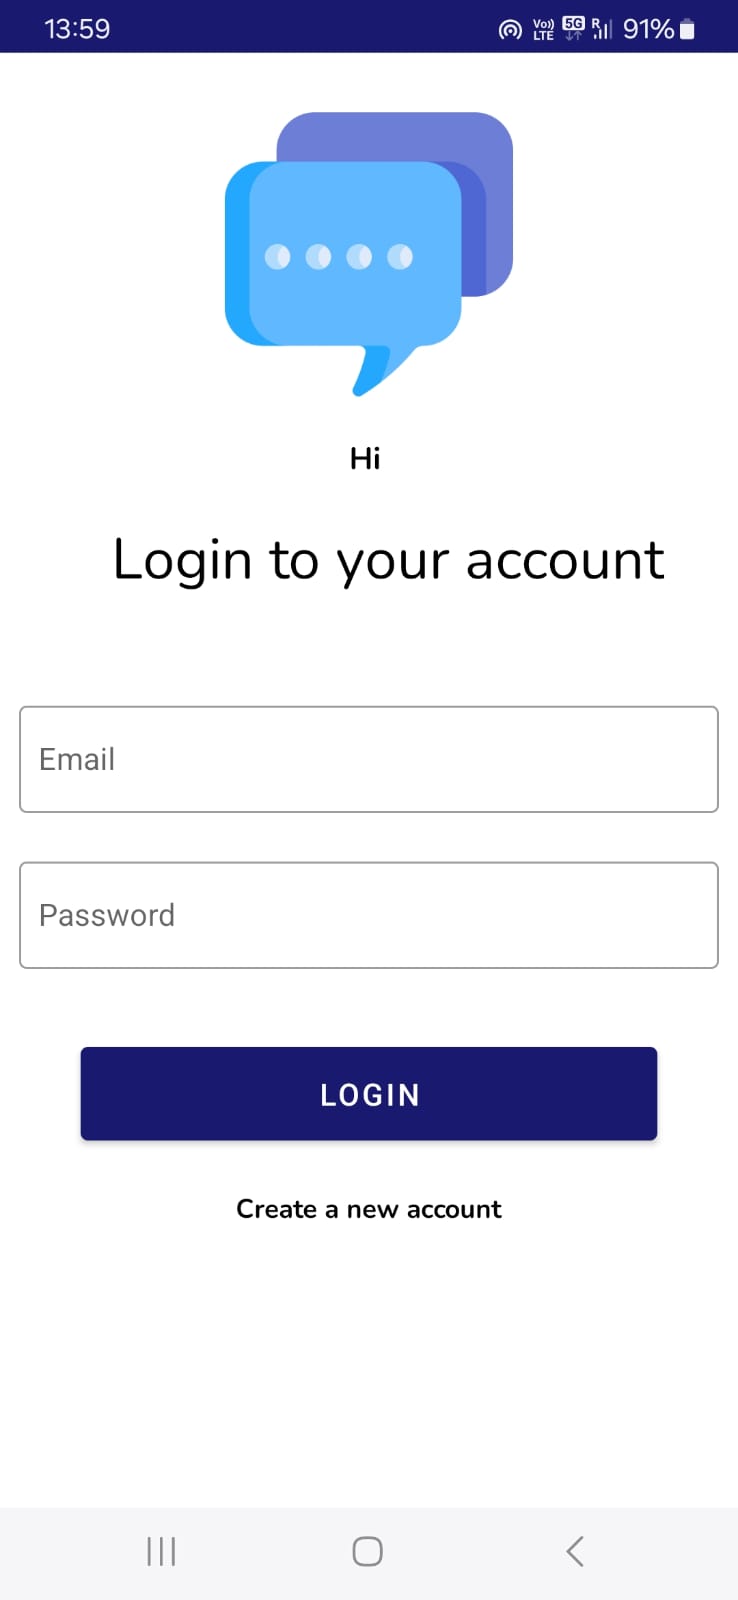 13:59
Vo)) LTE 5G R 91%
Hi
Login to your account
Email
Password
LOGIN
Create a new account